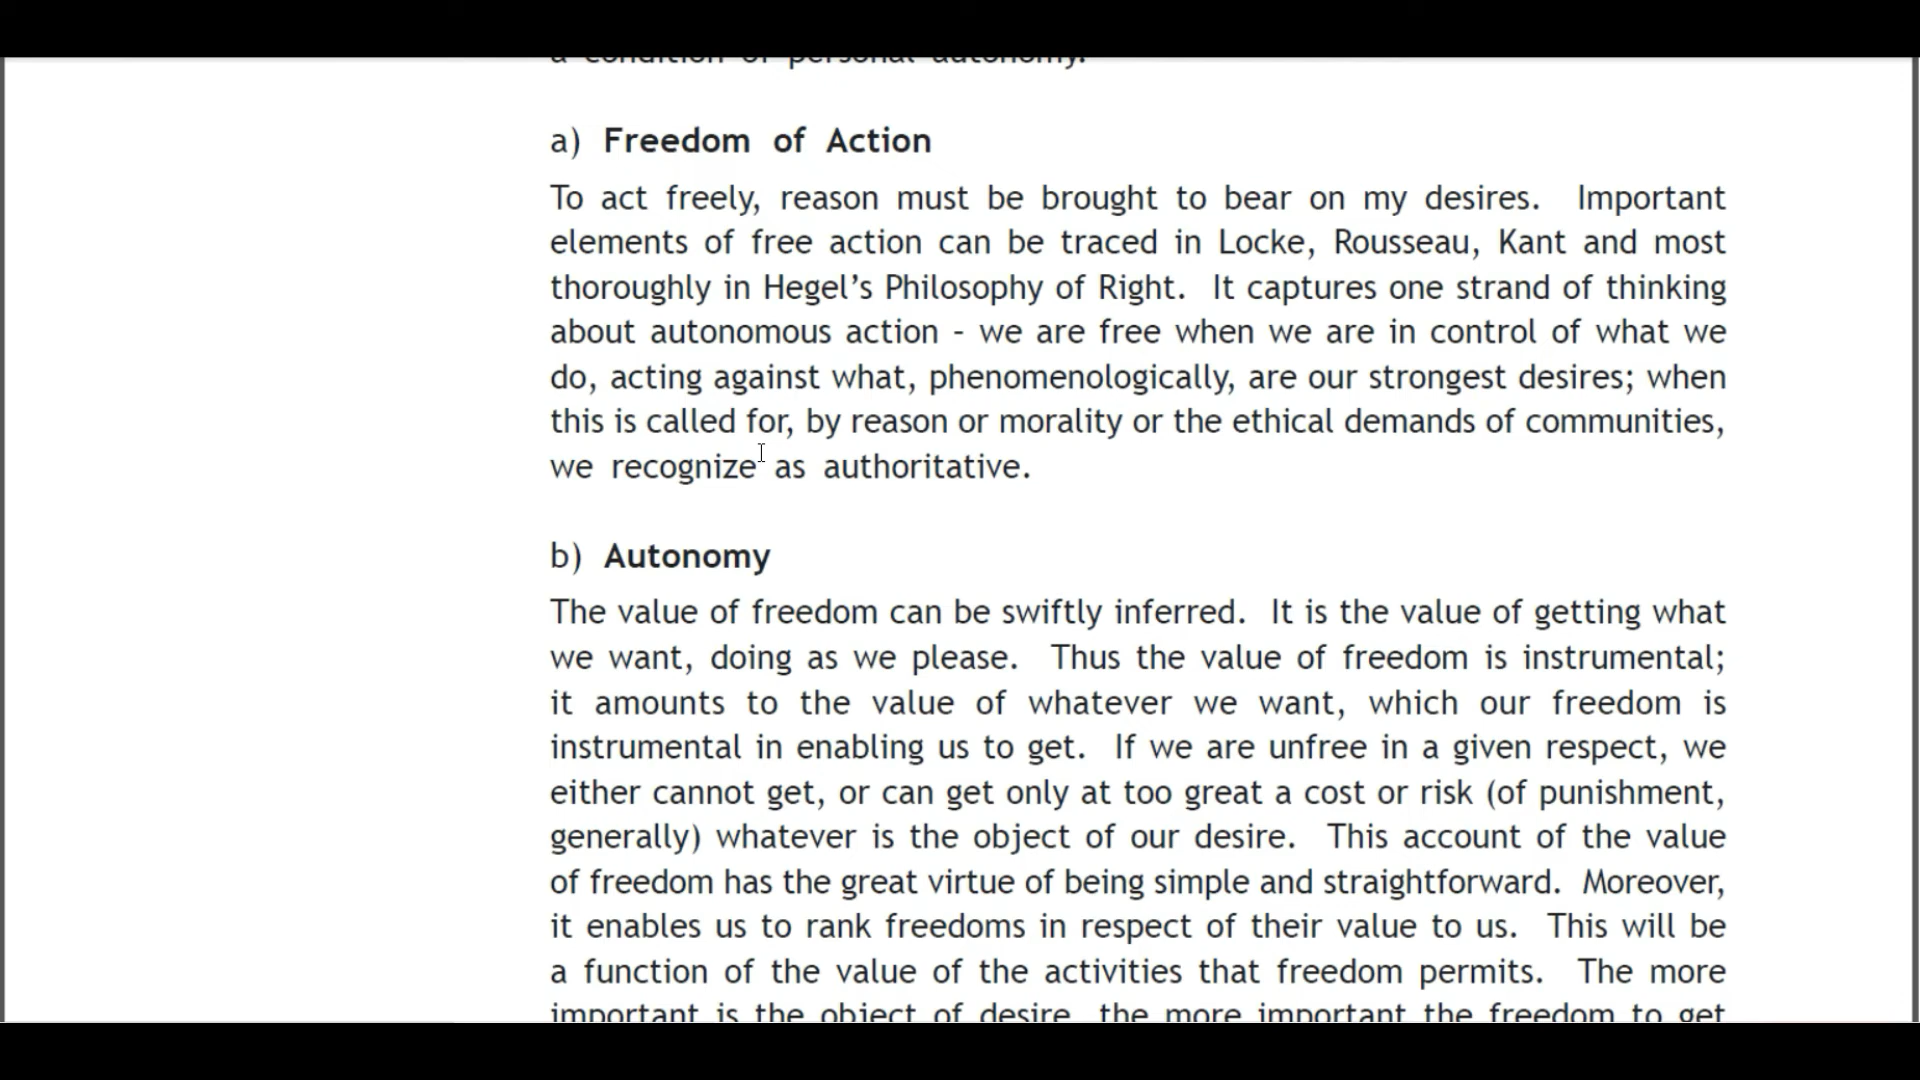 a condition of personal autonomy.
a) Freedom of Action
To act freely, reason must be brought to bear on my desires. Important
elements of free action can be traced in Locke, Rousseau, Kant and most
thoroughly in Hegel’s Philosophy of Right. It captures one strand of thinking
about autonomous action - we are free when we are in control of what we
do, acting against what, phenomenologically, are our strongest desires; when
this is called for, by reason or morality or the ethical demands of communities,
we recognize as authoritative.
b) Autonomy
The value of freedom can be swiftly inferred. It is the value of getting what
we want, doing as we please. Thus the value of freedom is instrumental;
it amounts to the value of whatever we want, which our freedom is
instrumental in enabling us to get. If we are unfree in a given respect, we
either cannot get, or can get only at too great a cost or risk (of punishment,
generally) whatever is the object of our desire. This account of the value
of freedom has the great virtue of being simple and straightforward. Moreover,
it enables us to rank freedoms in respect of their value to us. This will be
a function of the value of the activities that freedom permits. The more
important is the object of desire, the more important the freedom to get